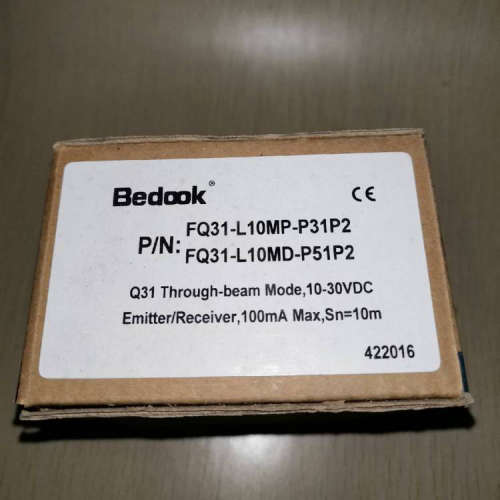 Bedook®
CE
P/N: FQ31-L10MP-P31P2
FQ31-L10MD-P51P2
Q31 Through-beam Mode,10-30VDC
Emitter/Receiver,100mA Max,Sn=10m
422016